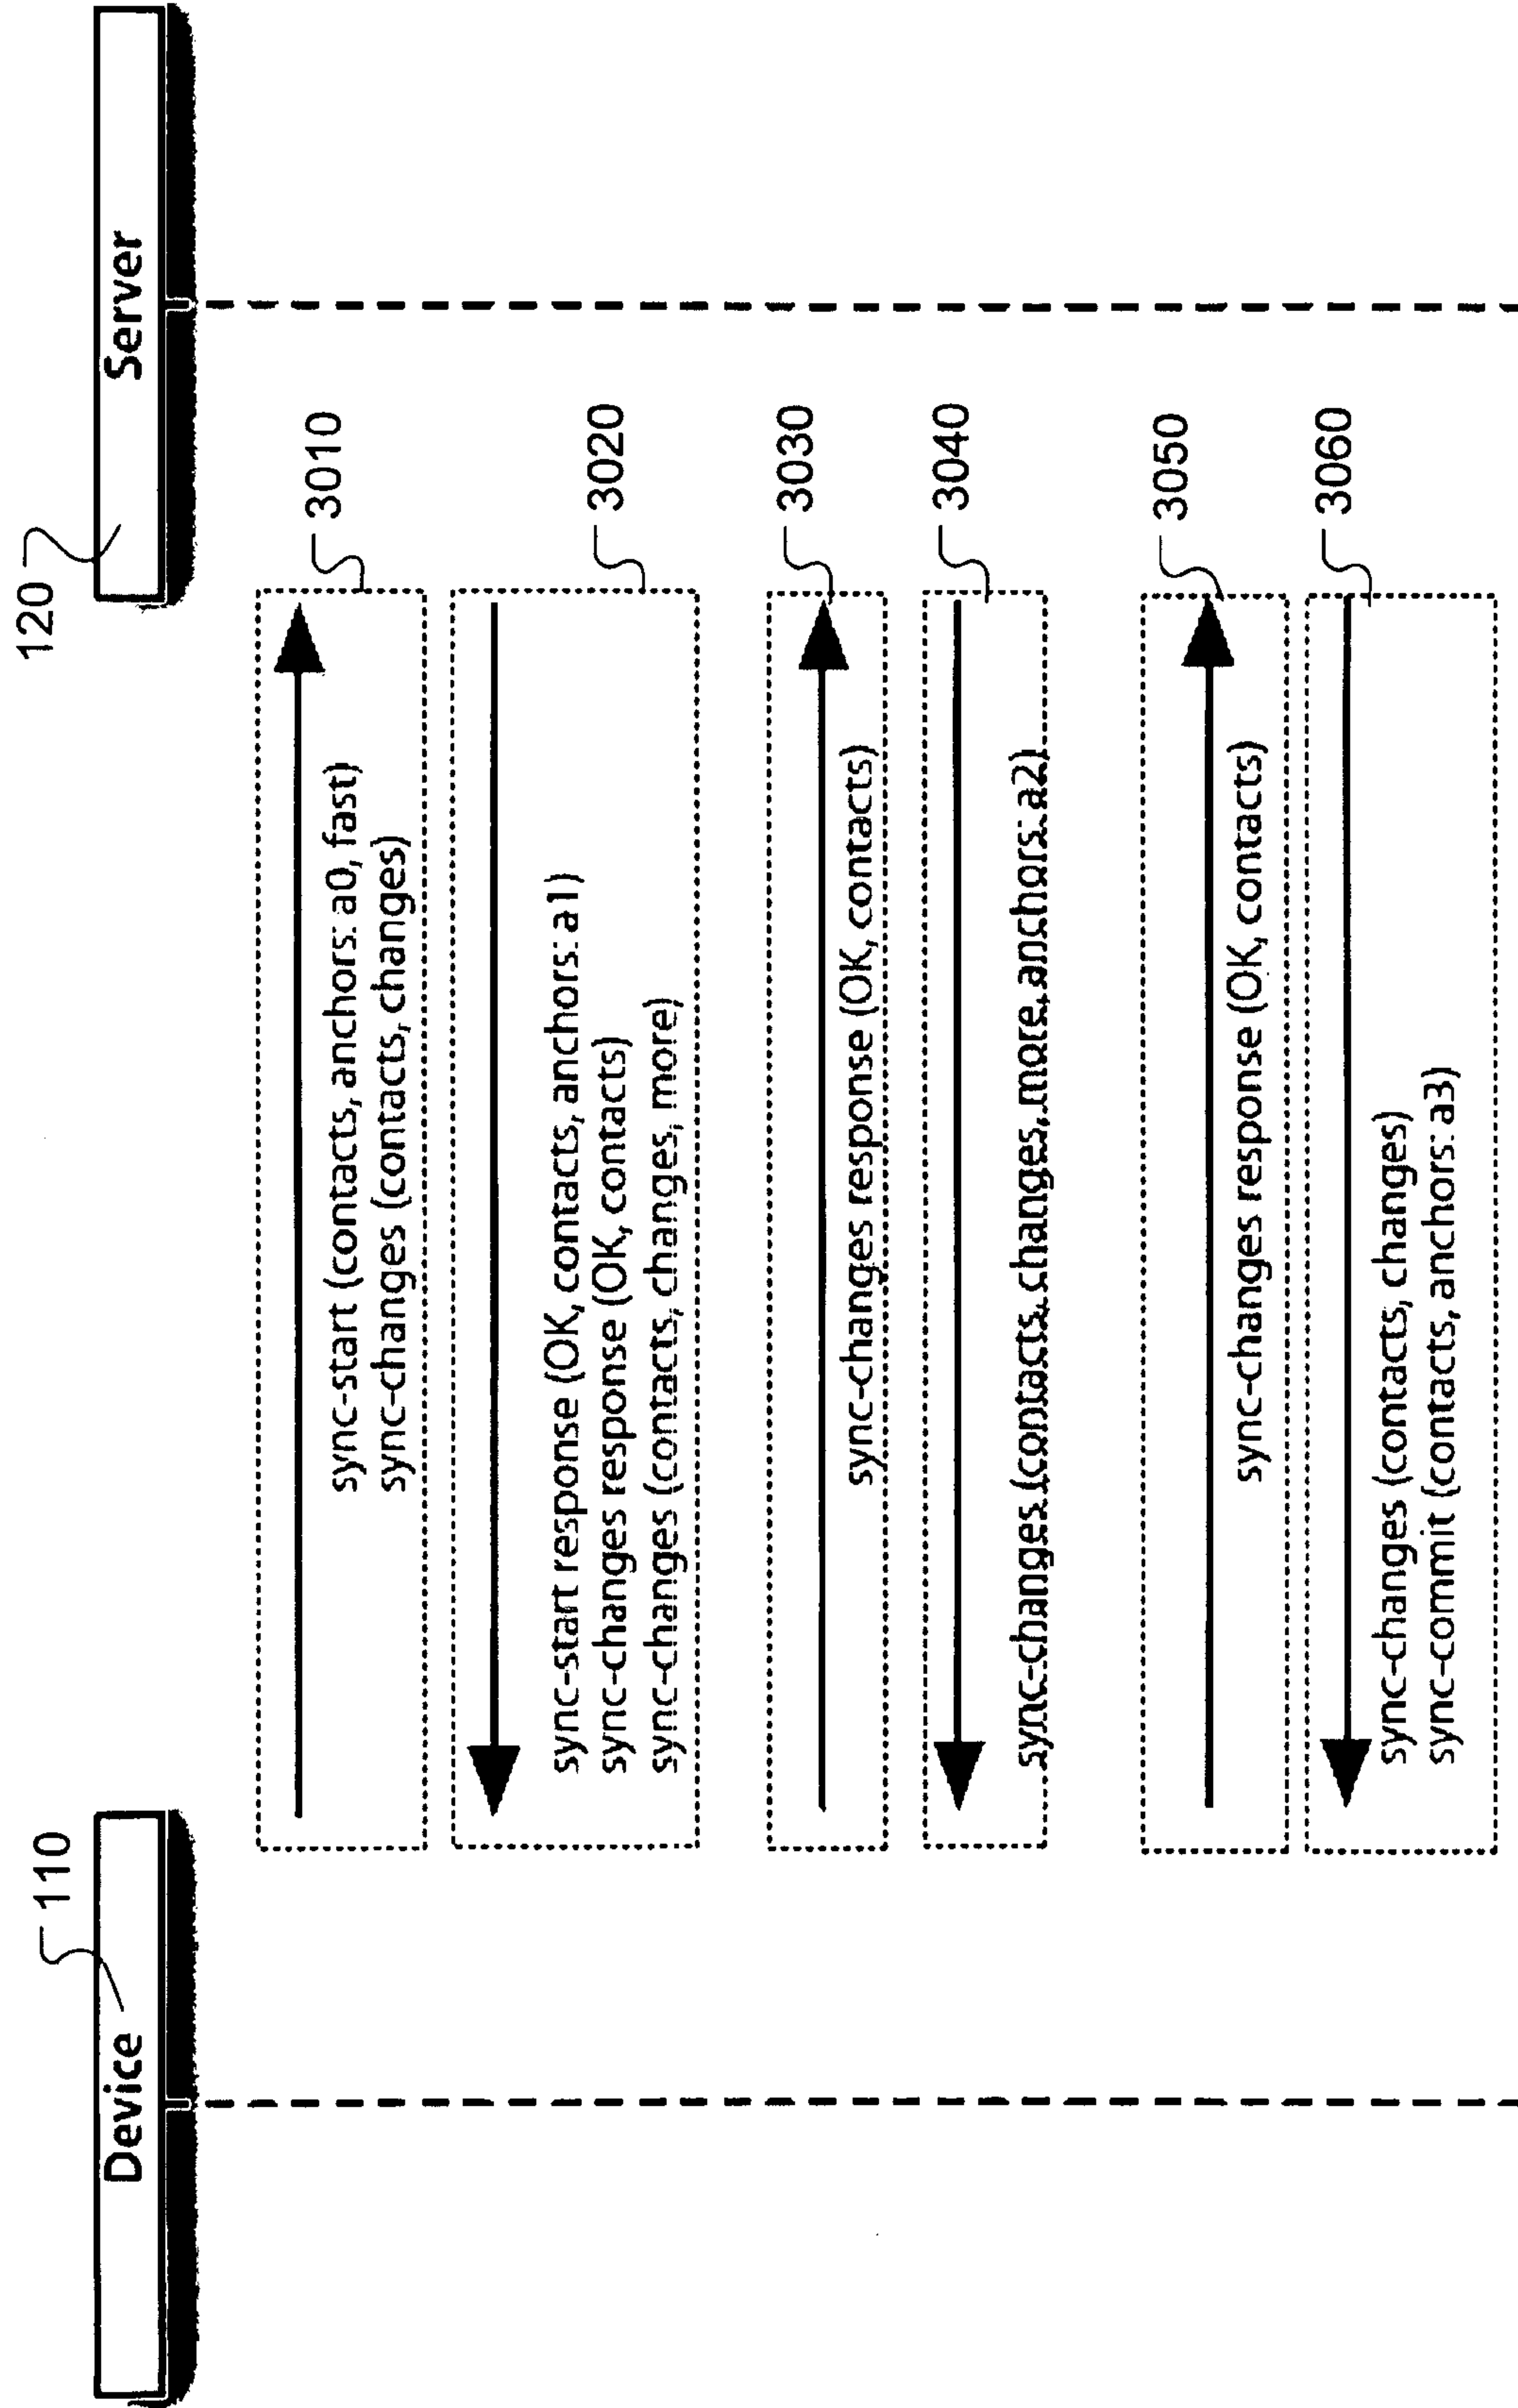 110
Device
120
Server
3010
sync-start (contacts, anchors: a0, fast)
sync-changes (contacts, changes)
3020
sync-start response (OK, contacts, anchors: a1)
sync-changes response (OK, contacts)
sync-changes (contacts, changes, more)
3030
sync-changes response (OK, contacts)
3040
sync-changes (contacts, changes, more, anchors: a2)
3050
sync-changes response (OK, contacts)
3060
sync-changes (contacts, changes)
sync-commit (contacts, anchors: a3)